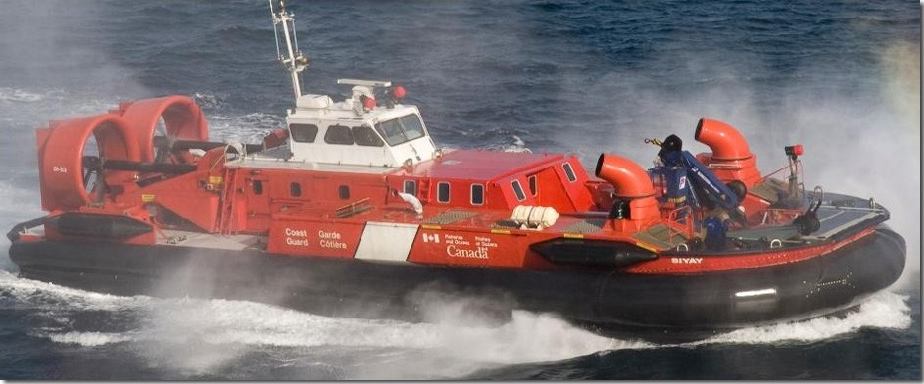 Coast Garde
Guard Côtière
Fisheries Pêches
and Oceans et Océans
Canada
SIYAY